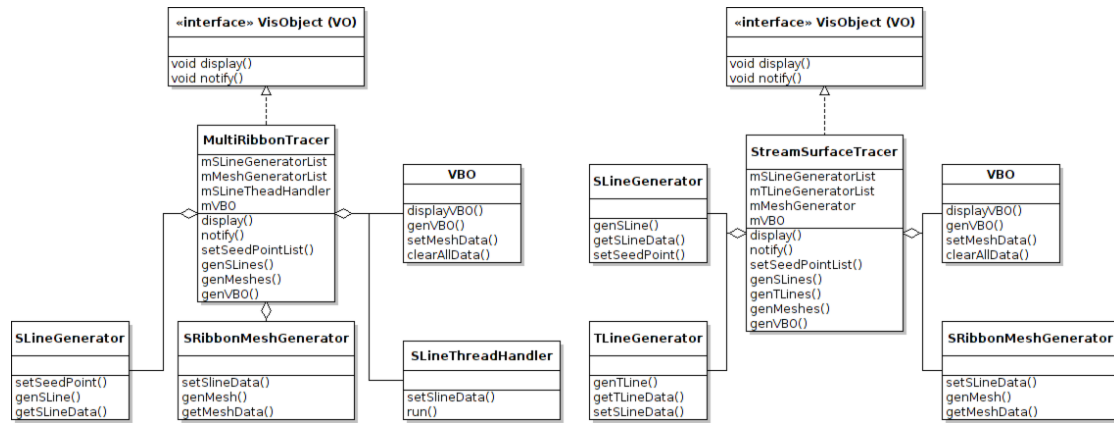 «interface» VisObject (VO)
void display()
void notify()
MultiRibbonTracer
mSLineGeneratorList
mMeshGeneratorList
mSLineTheadHandler
mVBO
display()
notify()
setSeedPointList()
genSLines()
genMeshes()
genVBO()
VBO
displayVBO()
genVBO()
setMeshData()
clearAllData()
SLineGenerator
setSeedPoint()
genSLine()
getSLineData()
SRibbonMeshGenerator
setSlineData()
genMesh()
getMeshData()
SLineThreadHandler
setSlineData()
run()
«interface» VisObject (VO)
void display()
void notify()
StreamSurfaceTracer
mSLineGeneratorList
mTLineGeneratorList
mMeshGenerator
mVBO
display()
notify()
setSeedPointList()
genSLines()
genTLines()
genMeshes()
genVBO()
SLineGenerator
genSLine()
getSLineData()
setSeedPoint()
VBO
displayVBO()
genVBO()
setMeshData()
clearAllData()
TLineGenerator
genTLine()
getTLineData()
setSLineData()
SRibbonMeshGenerator
setSLineData()
genMesh()
getMeshData()